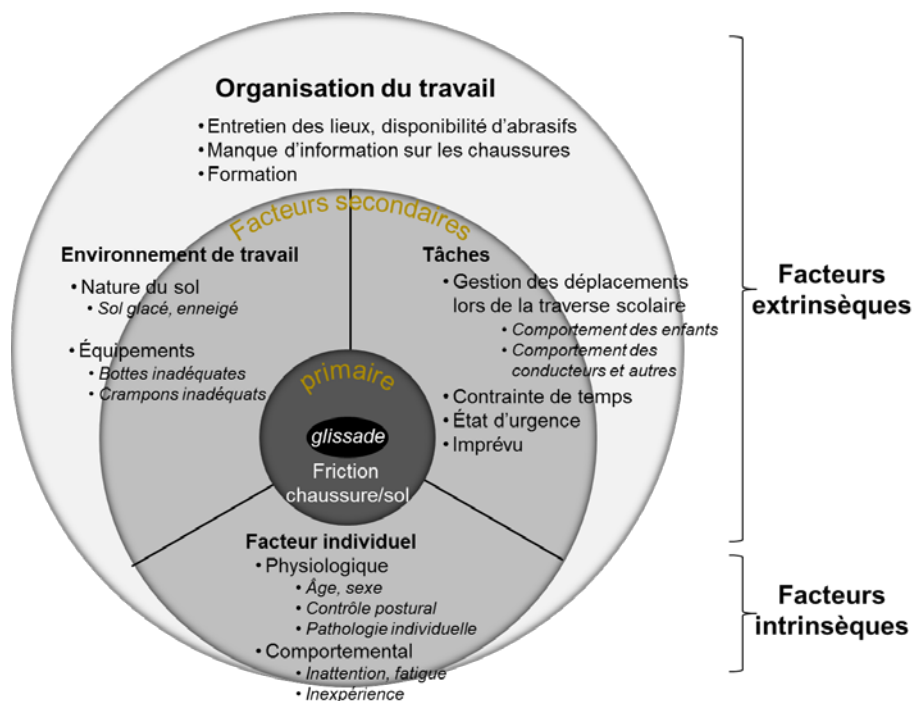 Organisation du travail
• Entretien des lieux, disponibilité d'abrasifs
• Manque d'information sur les chaussures
• Formation
Facteurs secondaires
Environnement de travail
• Nature du sol
• Sol glacé, enneigé
• Équipements
• Bottes inadéquates
• Crampons inadéquats
Tâches
• Gestion des déplacements
lors de la traverse scolaire
• Comportement des enfants
• Comportement des
conducteurs et autres
• Contrainte de temps
• État d'urgence
• Imprévu
primaire
glissade
Friction
chaussure/sol
Facteur individuel
• Physiologique
• Âge, sexe
• Contrôle postural
• Pathologie individuelle
• Comportemental
• Inattention, fatigue
• Inexpérience
Facteurs
extrinsèques
Facteurs
intrinsèques